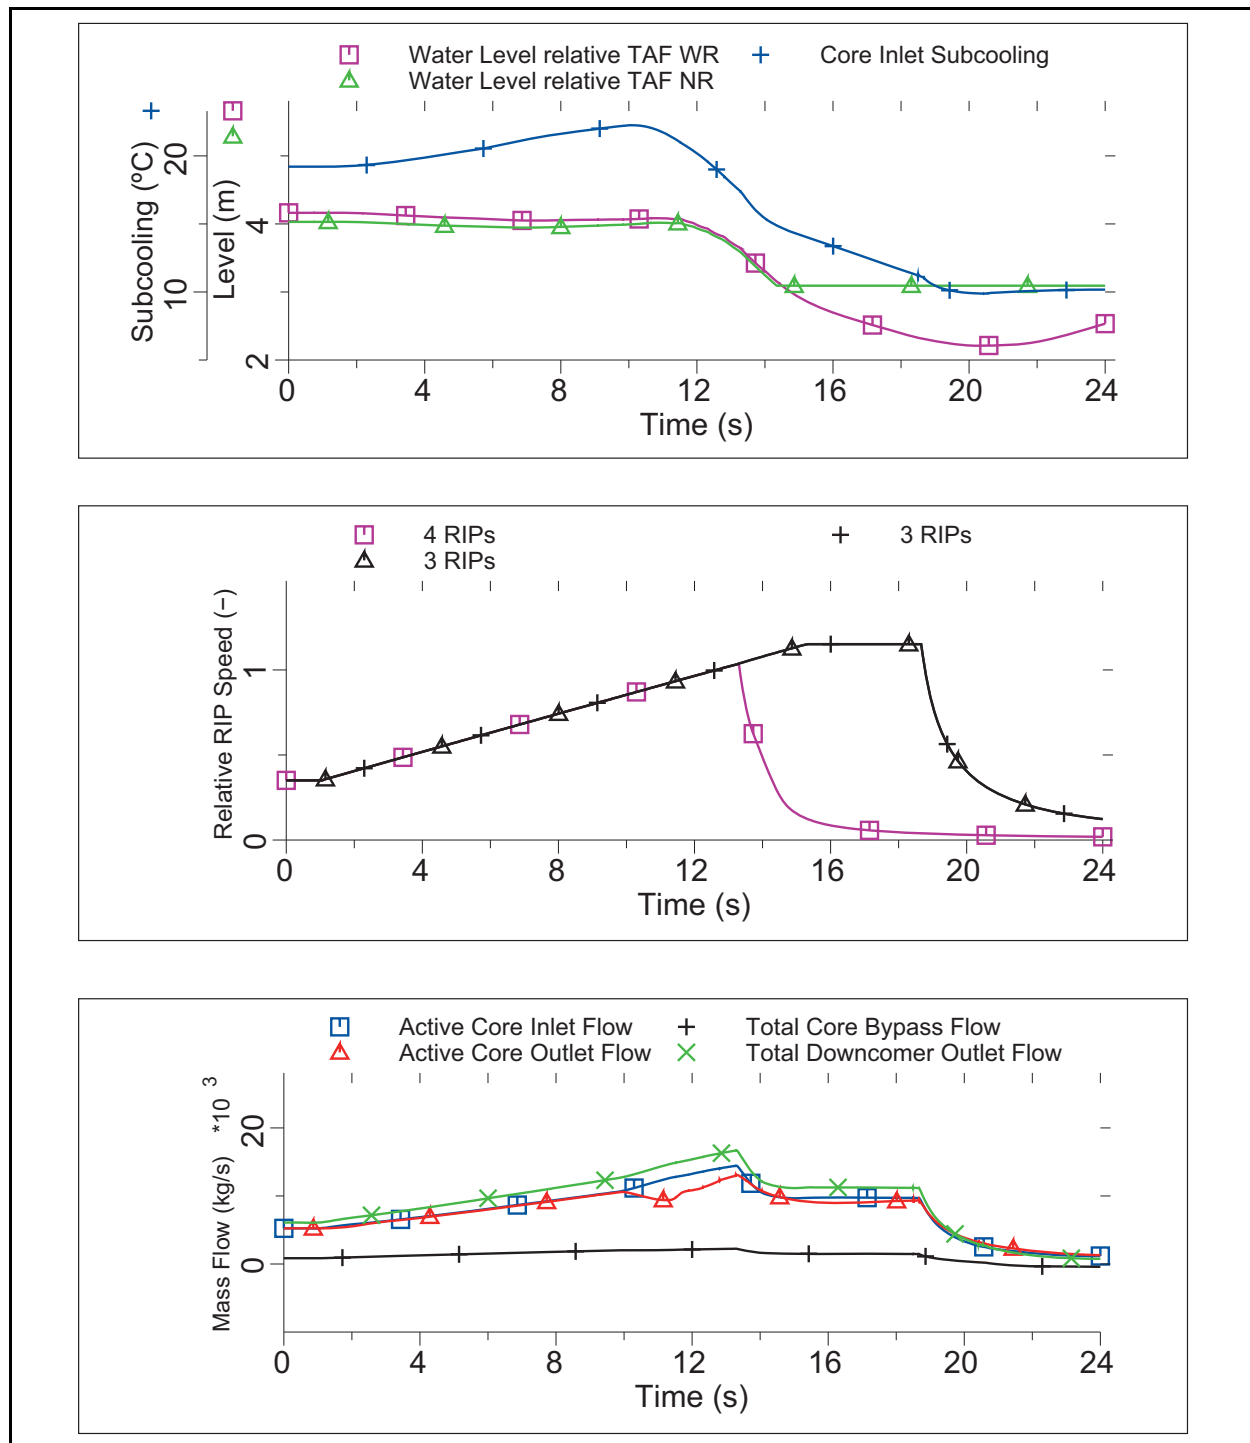 Water Level relative TAF WR
Core Inlet Subcooling
Water Level relative TAF NR
Subcooling (ºC)
20
10
Level (m)
4
2
0 4 8 12 16 20 24
Time (s)
4 RIPs
3 RIPs
3 RIPs
Relative RIP Speed (−)
1
0
0 4 8 12 16 20 24
Time (s)
Active Core Inlet Flow
Total Core Bypass Flow
Active Core Outlet Flow
Total Downcomer Outlet Flow
Mass Flow (kg/s) *10 3
20
0
0 4 8 12 16 20 24
Time (s)